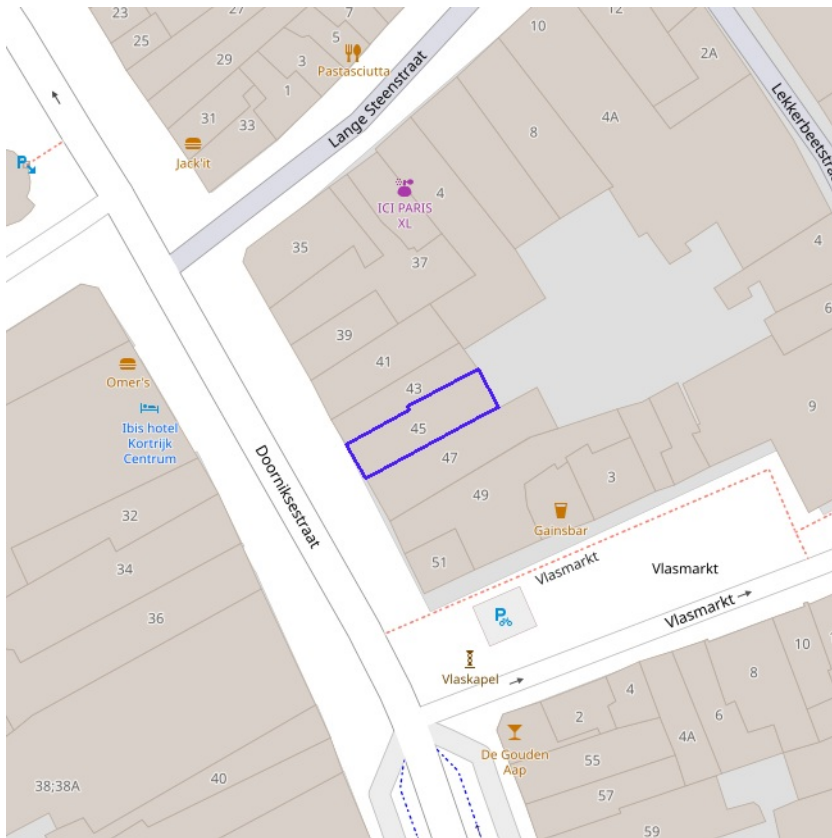 23
27
7
10
12
25
5
2A
29
3
Pastasciutta
1
4A
31
33
8
Lange Steenstraat
Jack'it
Lekkerbeetstra
4
ICI PARIS
XL
35
37
4
39
6
41
Omer's
43
Ibis hotel
Kortrijk
Centrum
45
9
47
Doorniksestraat
49
3
32
Gainsbar
34
51
Vlasmarkt
Vlasmarkt
36
Vlasmarkt
Vlaskapel
10
8
4
2
6
4A
De Gouden
Aap
55
38;38A
40
57
59